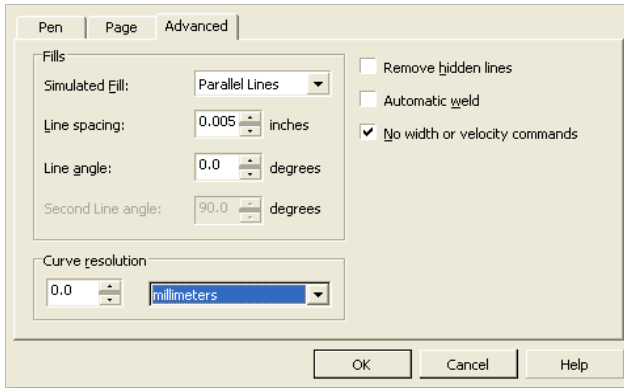 Pen Page Advanced
Fills
Simulated Fill: Parallel Lines
Line spacing: 0.005 inches
Line angle: 0.0 degrees
Second Line angle: 90.0 degrees
Curve resolution
0.0 millimeters
Remove hidden lines
Automatic weld
No width or velocity commands
OK Cancel Help